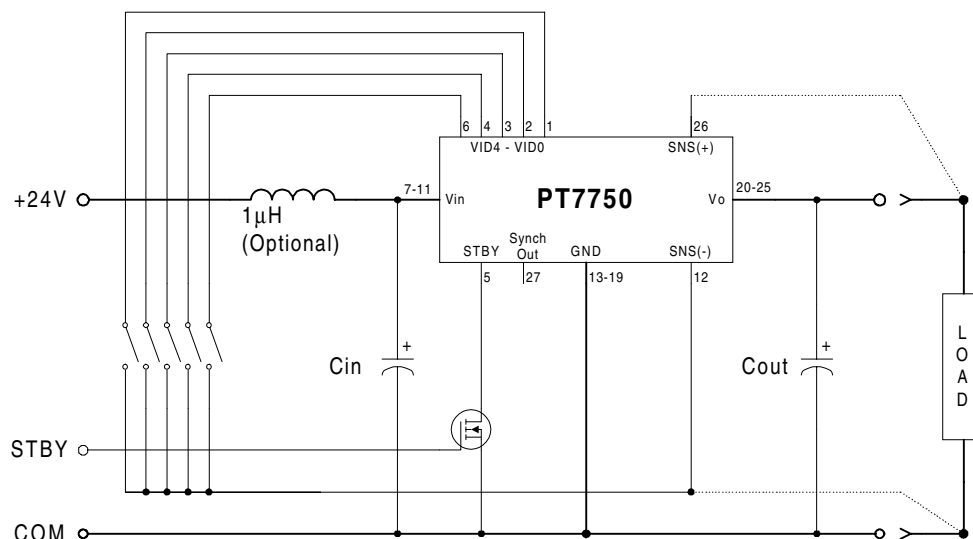 6 4 3 2 1
26
VID4 - VID0
SNS(+)
+24V
1µH
(Optional)
7-11
Vin
PT7750
Vo
20-25
STBY
Synch
Out
GND
SNS(-)
5
27
13-19
12
Cin
+
Cout
+
L
O
A
D
STBY
COM